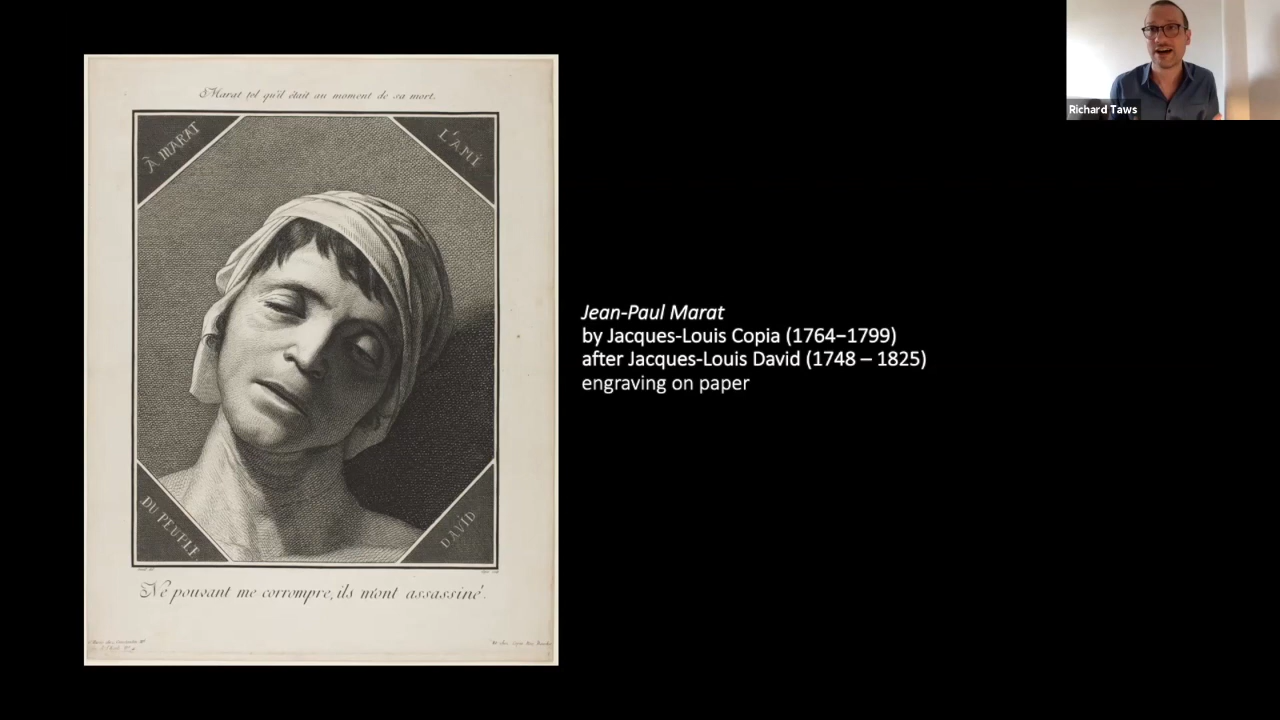 Marat tel qu'il était au moment de sa mort.
À MARAT
L'AMI
DU PEUPLE
DAVID
Ne pouvant me corrompre, ils m'ont assassiné.
Jean-Paul Marat
by Jacques-Louis Copia (1764–1799)
after Jacques-Louis David (1748 – 1825)
engraving on paper
Richard Taws